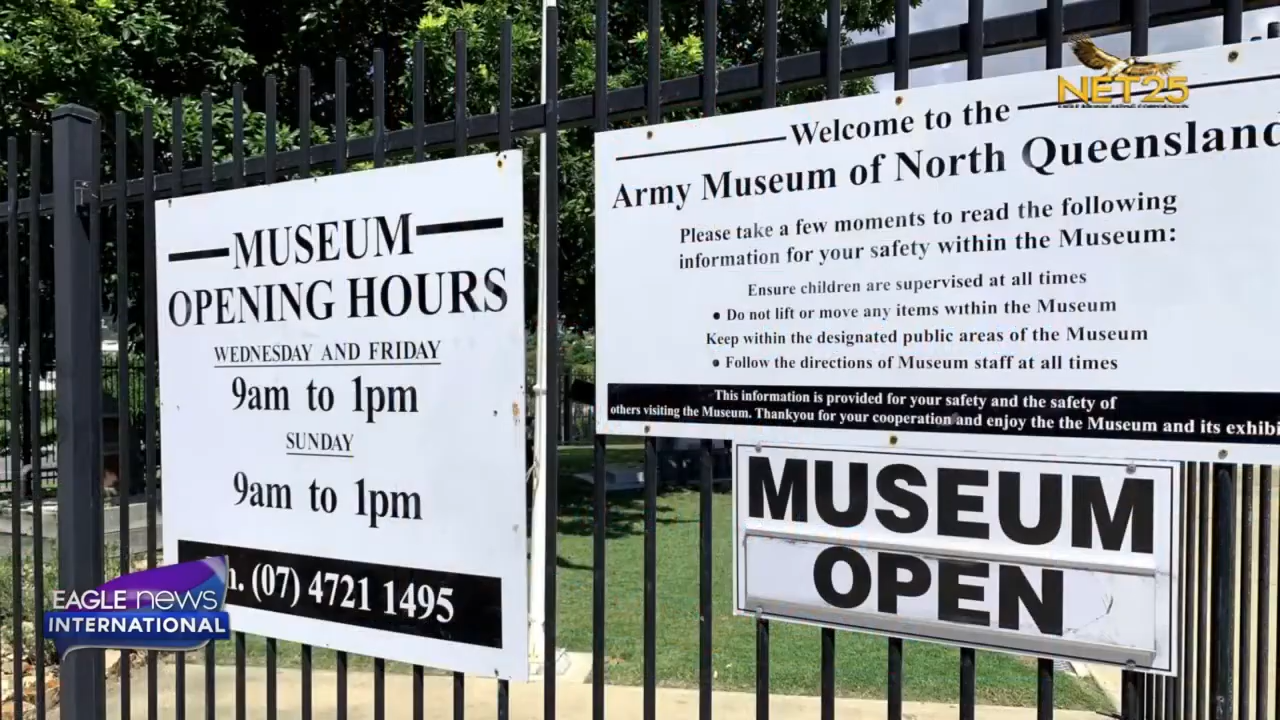 MUSEUM
OPENING HOURS
WEDNESDAY AND FRIDAY
9am to 1pm
SUNDAY
9am to 1pm
(07) 4721 1495
Welcome to the
Army Museum of North Queensland
Please take a few moments to read the following
information for your safety within the Museum:
Ensure children are supervised at all times
• Do not lift or move any items within the Museum
Keep within the designated public areas of the Museum
• Follow the directions of Museum staff at all times
This information is provided for your safety and the safety of
others visiting the Museum. Thankyou for your cooperation and enjoy the the Museum and its exhibi
MUSEUM
OPEN
NET25
EAGLE NEWS
INTERNATIONAL